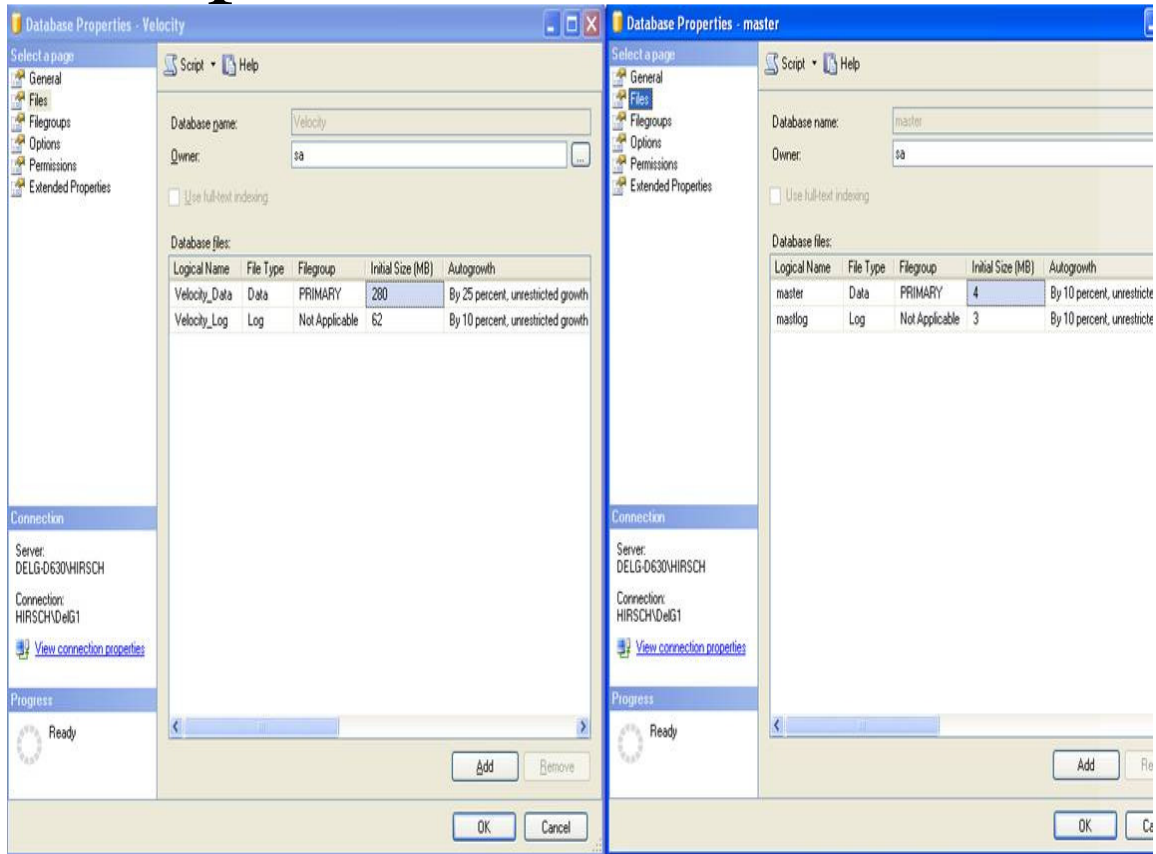 Database Properties - Velocity
Select a page
General
Files
Filegroups
Options
Permissions
Extended Properties
Script Help
Database name: Velocity
Owner: sa ...
Use full-text indexing
Database files:
Logical Name File Type Filegroup Initial Size (MB) Autogrowth
Velocity_Data Data PRIMARY 280 By 25 percent, unrestricted growth
Velocity_Log Log Not Applicable 62 By 10 percent, unrestricted growth
Connection
Server:
DELG-D630\HIRSCH
Connection:
HIRSCH\DelG1
View connection properties
Progress
Ready
Add Remove
OK Cancel
Database Properties - master
Select a page
General
Files
Filegroups
Options
Permissions
Extended Properties
Script Help
Database name: master
Owner: sa
Use full-text indexing
Database files:
Logical Name File Type Filegroup Initial Size (MB) Autogrowth
master Data PRIMARY 4 By 10 percent, unrestricte
mastlog Log Not Applicable 3 By 10 percent, unrestricte
Connection
Server:
DELG-D630\HIRSCH
Connection:
HIRSCH\DelG1
View connection properties
Progress
Ready
Add Re
OK Ca